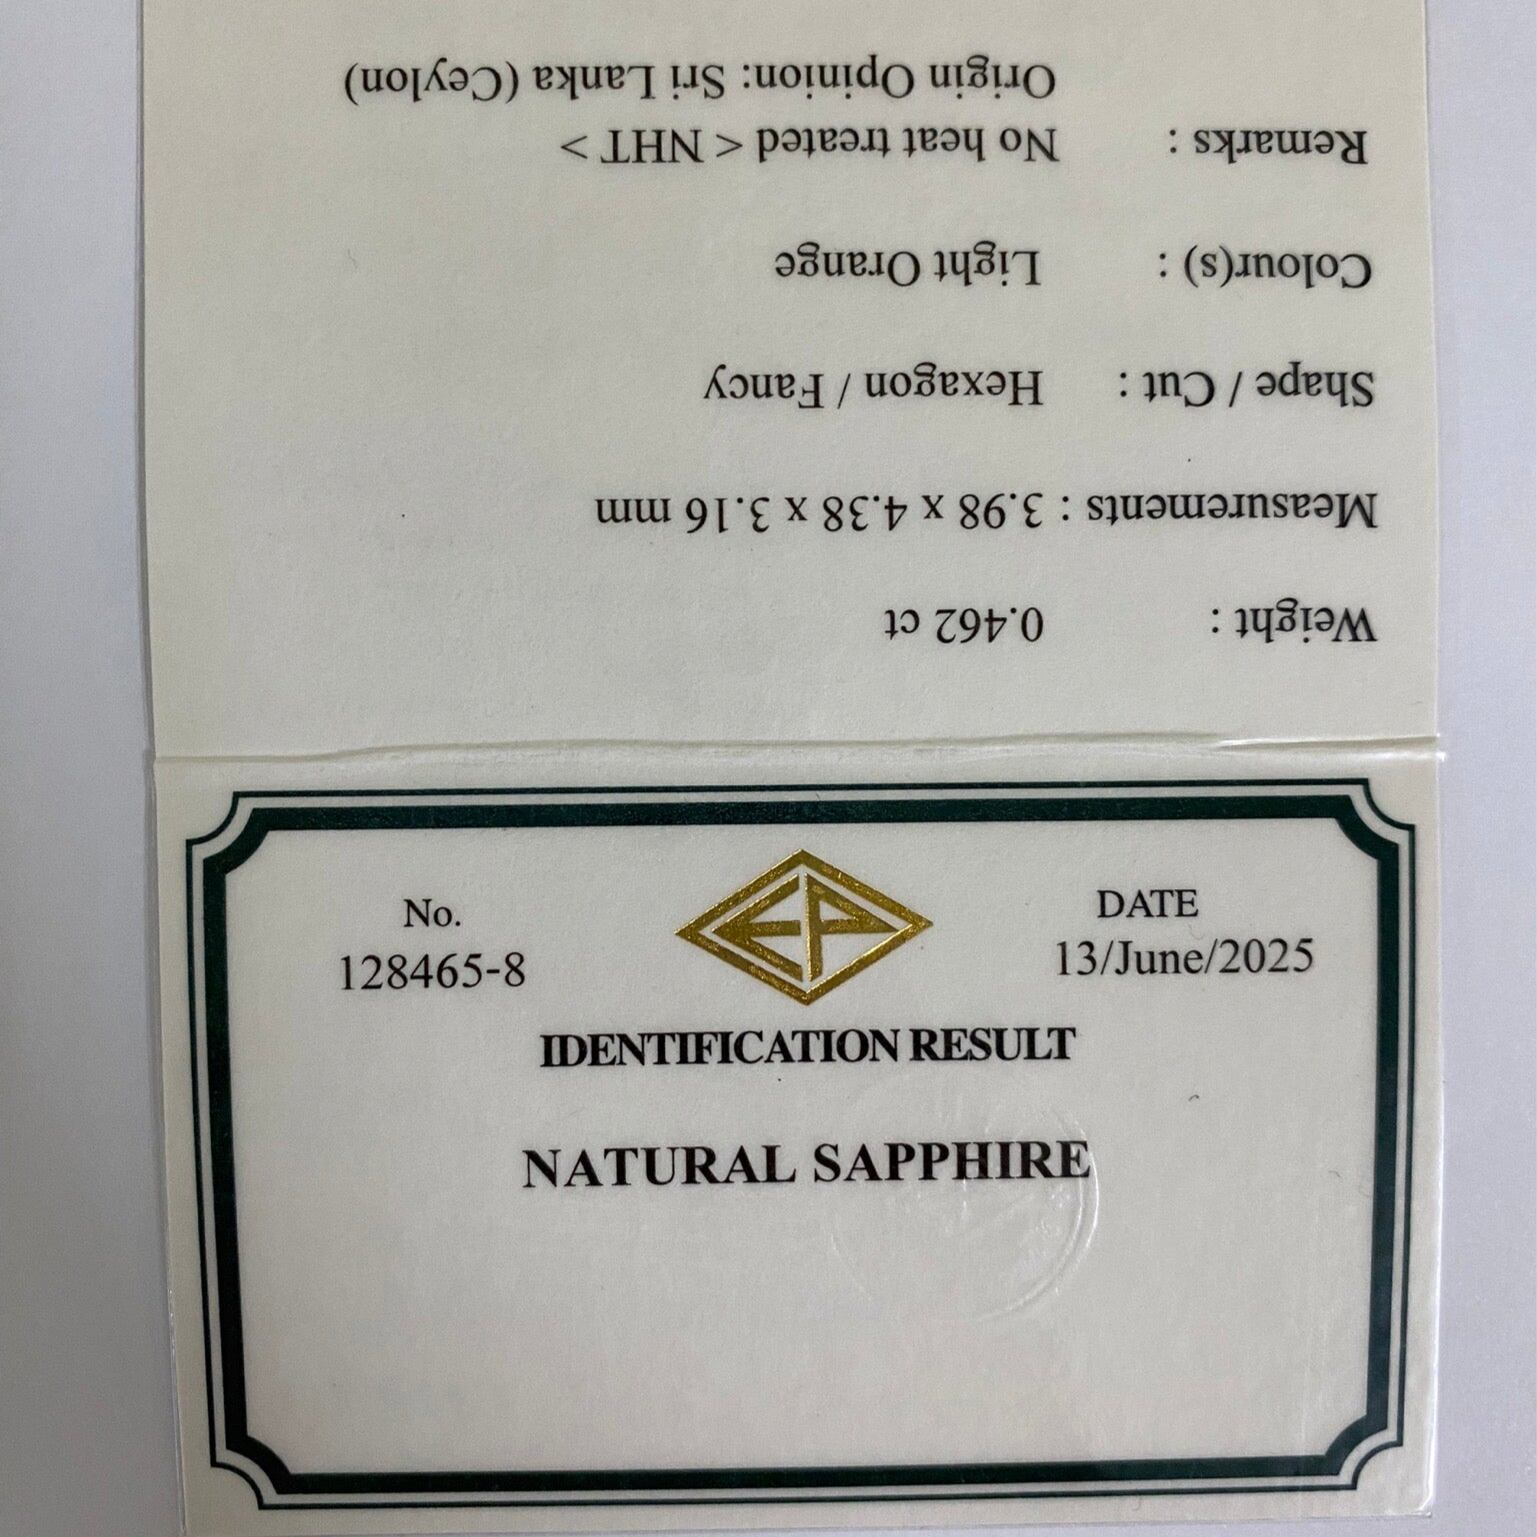 No.
128465-8
EP
DATE
13/June/2025
IDENTIFICATION RESULT
NATURAL SAPPHIRE
Weight : 0.462 ct
Measurements : 3.98 x 4.38 x 3.16 mm
Shape / Cut : Hexagon / Fancy
Colour(s) : Light Orange
Remarks : No heat treated < NHT >
Origin Opinion: Sri Lanka (Ceylon)